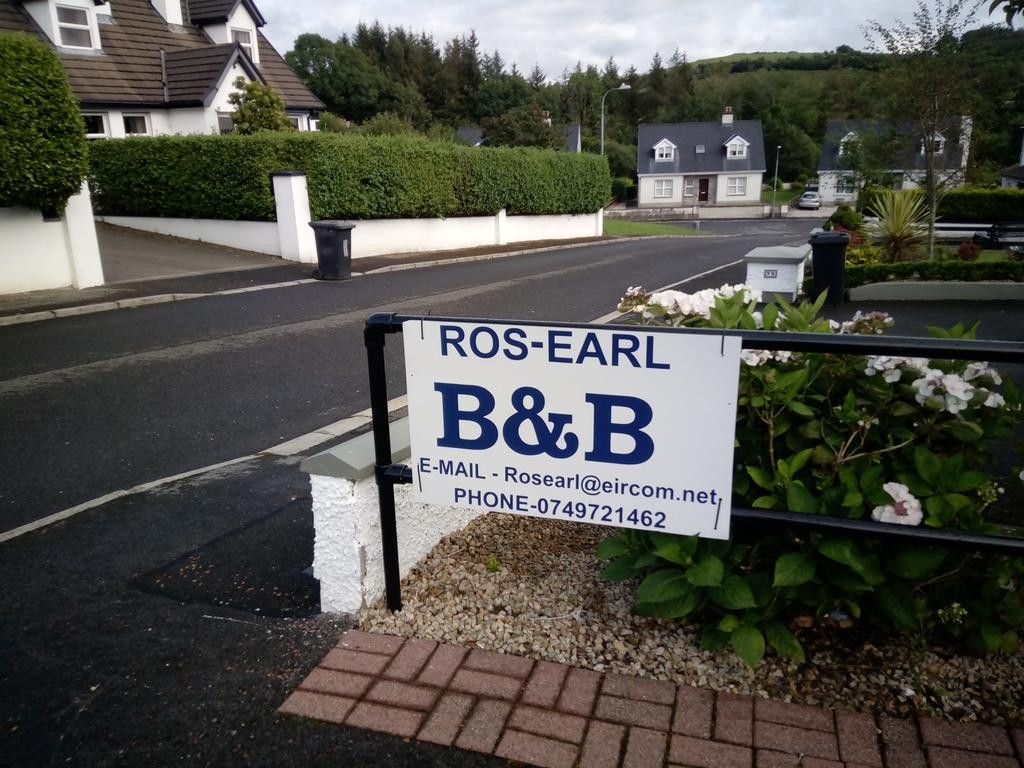 ROS-EARL
B&B
E-MAIL - Rosearl@eircom.net
PHONE-0749721462